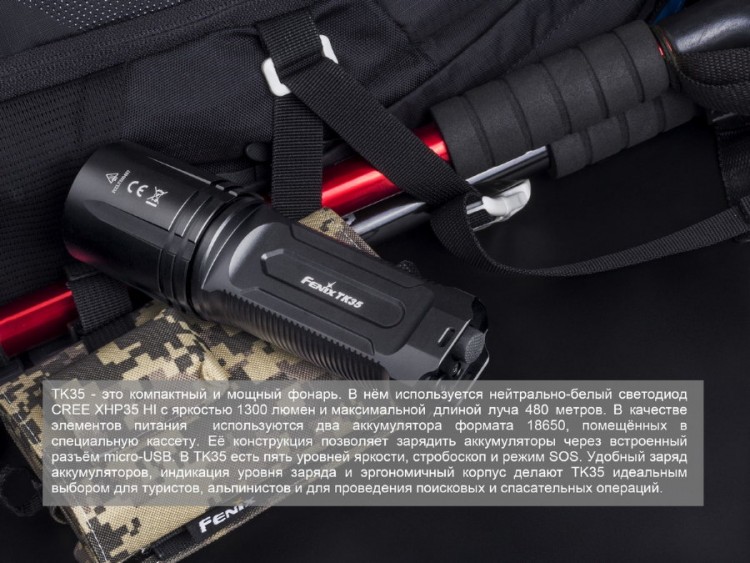 FENIX TK35
TK35 - это компактный и мощный фонарь. В нём используется нейтрально-белый светодиод
CREE XHP35 HI с яркостью 1300 люмен и максимальной длиной луча 480 метров. В качестве
элементов питания используются два аккумулятора формата 18650, помещённых в
специальную кассету. Её конструкция позволяет зарядить аккумуляторы через встроенный
разъём micro-USB. В TK35 есть пять уровней яркости, стробоскоп и режим SOS. Удобный заряд
аккумуляторов, индикация уровня заряда и эргономичный корпус делают TK35 идеальным
выбором для туристов, альпинистов и для проведения поисковых и спасательных операций.
FENIX